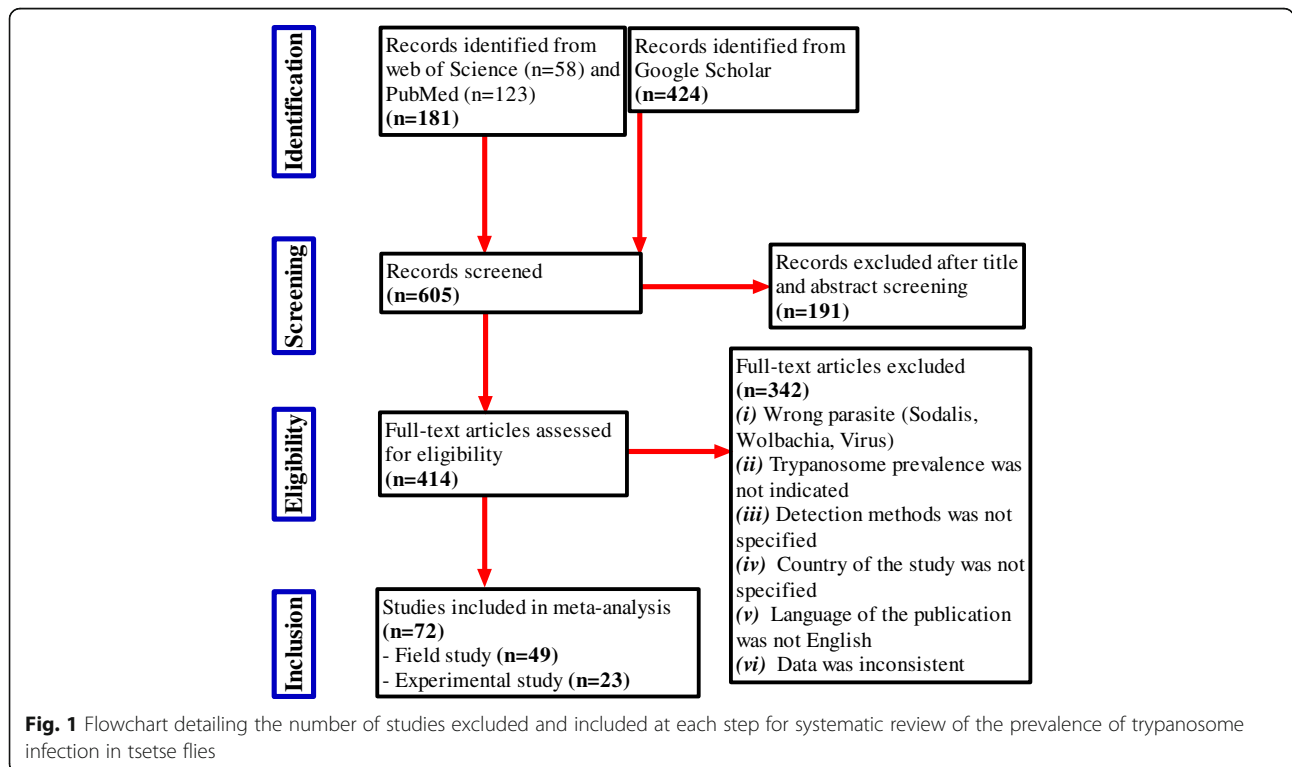 Identification
Records identified from
web of Science (n=58) and
PubMed (n=123)
(n=181)
Records identified from
Google Scholar
(n=424)
Screening
Records screened
(n=605)
Records excluded after title
and abstract screening
(n=191)
Eligibility
Full-text articles assessed
for eligibility
(n=414)
Full-text articles excluded
(n=342)
(i) Wrong parasite (Sodalis,
Wolbachia, Virus)
(ii) Trypanosome prevalence was
not indicated
(iii) Detection methods was not
specified
(iv) Country of the study was not
specified
(v) Language of the publication
was not English
(vi) Data was inconsistent
Inclusion
Studies included in meta-analysis
(n=72)
- Field study (n=49)
- Experimental study (n=23)
Fig. 1 Flowchart detailing the number of studies excluded and included at each step for systematic review of the prevalence of trypanosome
infection in tsetse flies